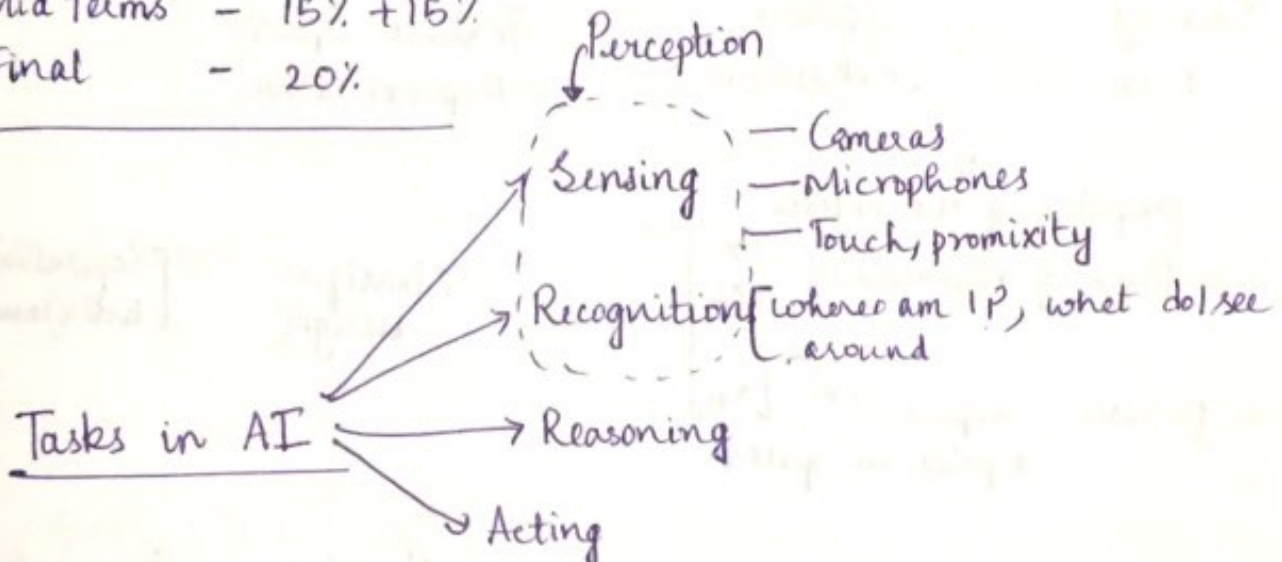 Terms - 15% + 15%
Final - 20%
Perception
Sensing
- Cameras
- Microphones
- Touch, promixity
Recognition [where am I?, what do I see
around
Tasks in AI
Reasoning
Acting